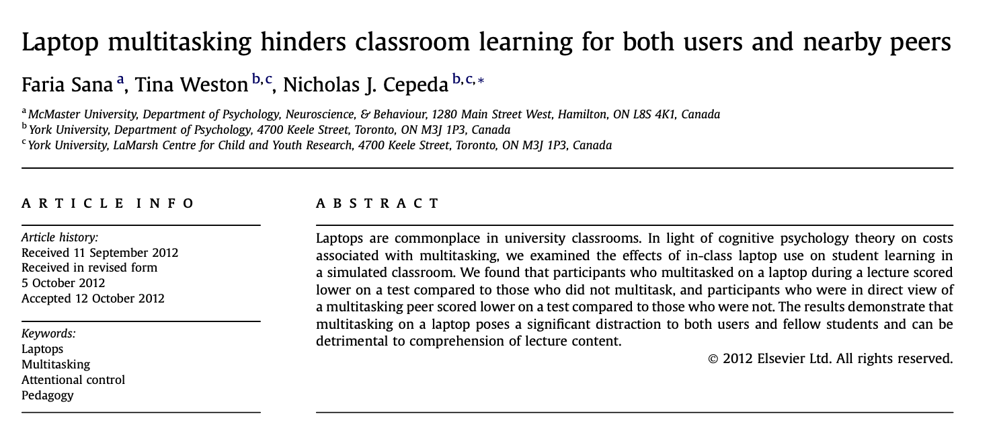 Laptop multitasking hinders classroom learning for both users and nearby peers
Faria Sana a, Tina Weston b,c, Nicholas J. Cepeda b,c,*
a McMaster University, Department of Psychology, Neuroscience, & Behaviour, 1280 Main Street West, Hamilton, ON L8S 4K1, Canada
b York University, Department of Psychology, 4700 Keele Street, Toronto, ON M3J 1P3, Canada
c York University, LaMarsh Centre for Child and Youth Research, 4700 Keele Street, Toronto, ON M3J 1P3, Canada
ARTICLE INFO
Article history:
Received 11 September 2012
Received in revised form
5 October 2012
Accepted 12 October 2012
Keywords:
Laptops
Multitasking
Attentional control
Pedagogy
ABSTRACT
Laptops are commonplace in university classrooms. In light of cognitive psychology theory on costs
associated with multitasking, we examined the effects of in-class laptop use on student learning in
a simulated classroom. We found that participants who multitasked on a laptop during a lecture scored
lower on a test compared to those who did not multitask, and participants who were in direct view of
a multitasking peer scored lower on a test compared to those who were not. The results demonstrate that
multitasking on a laptop poses a significant distraction to both users and fellow students and can be
detrimental to comprehension of lecture content.
© 2012 Elsevier Ltd. All rights reserved.